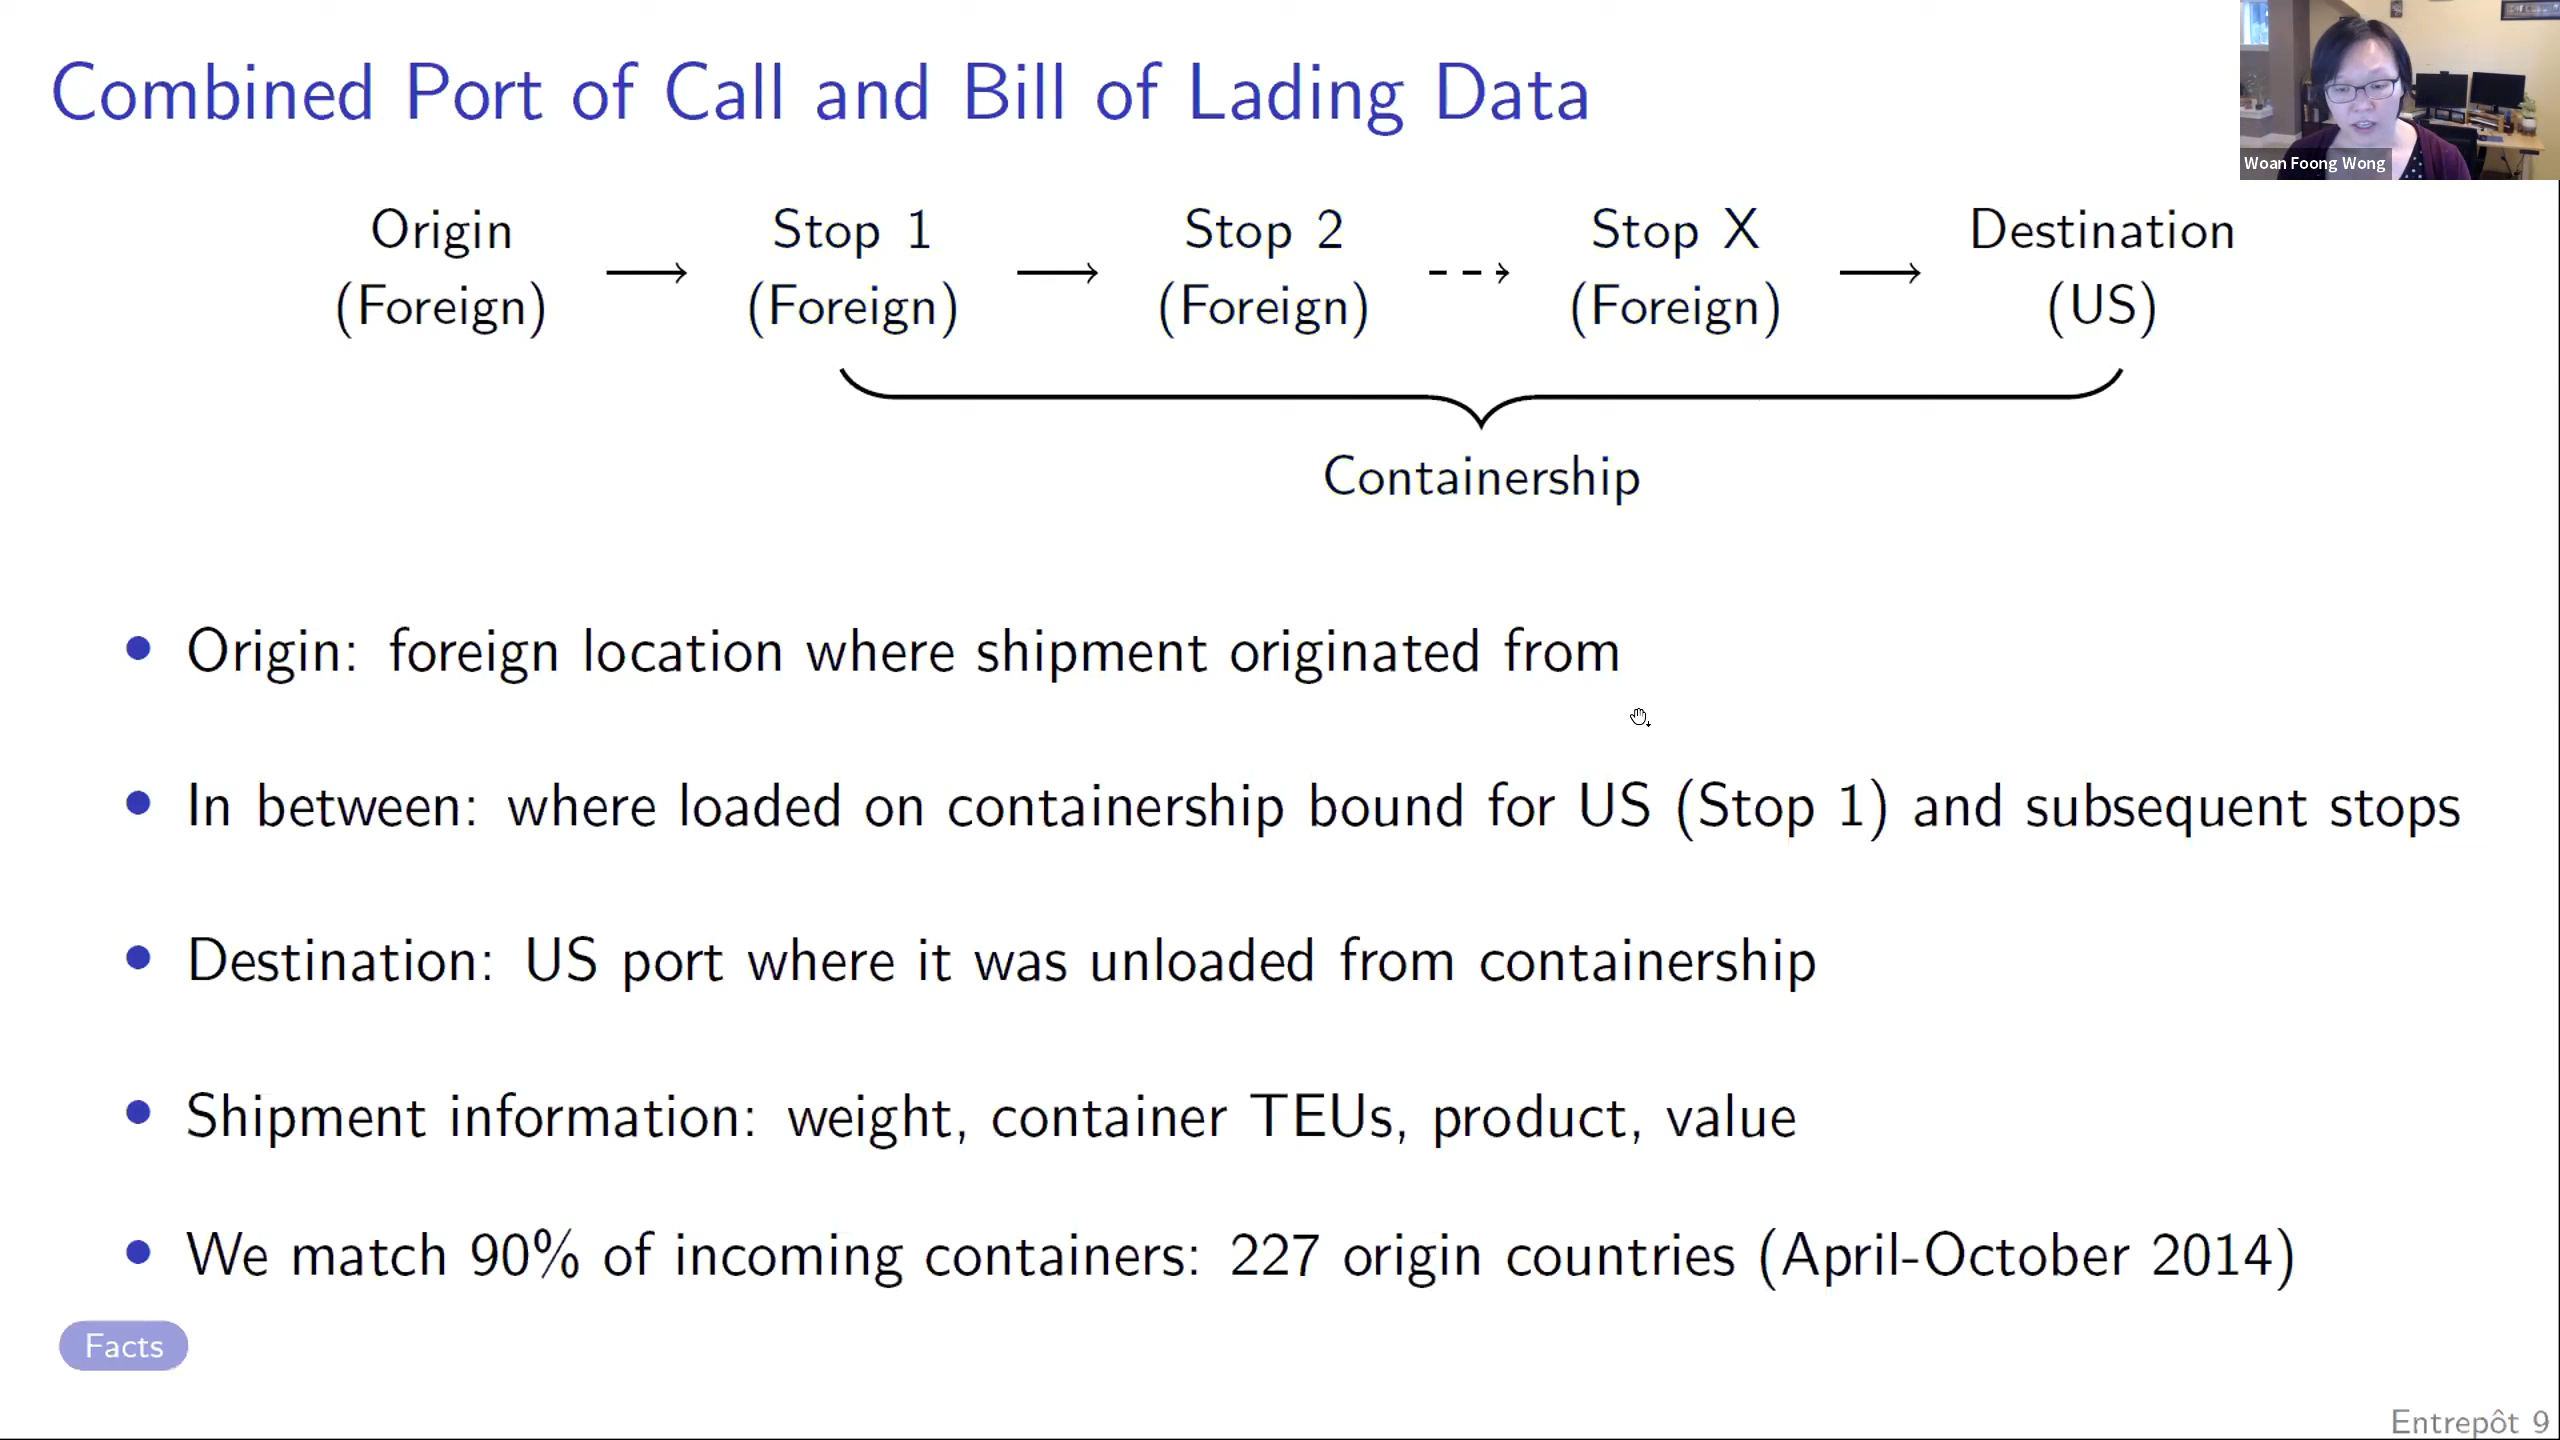 Combined Port of Call and Bill of Lading Data
Woan Foong Wong
Origin
(Foreign)
Stop 1
(Foreign)
Stop 2
(Foreign)
Stop X
(Foreign)
Destination
(US)
Containership
• Origin: foreign location where shipment originated from
• In between: where loaded on containership bound for US (Stop 1) and subsequent stops
• Destination: US port where it was unloaded from containership
• Shipment information: weight, container TEUs, product, value
• We match 90% of incoming containers: 227 origin countries (April-October 2014)
Facts
Entrepôt 9